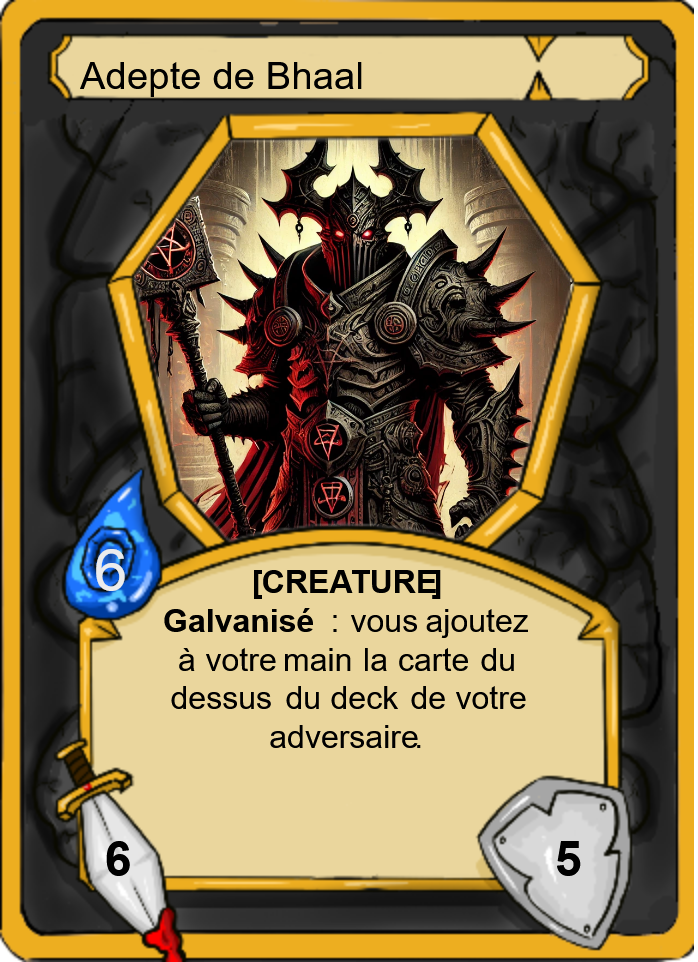 Adepte de Bhaal
6
[CREATURE]
Galvanisé : vous ajoutez
à votre main la carte du
dessus du deck de votre
adversaire.
6
5